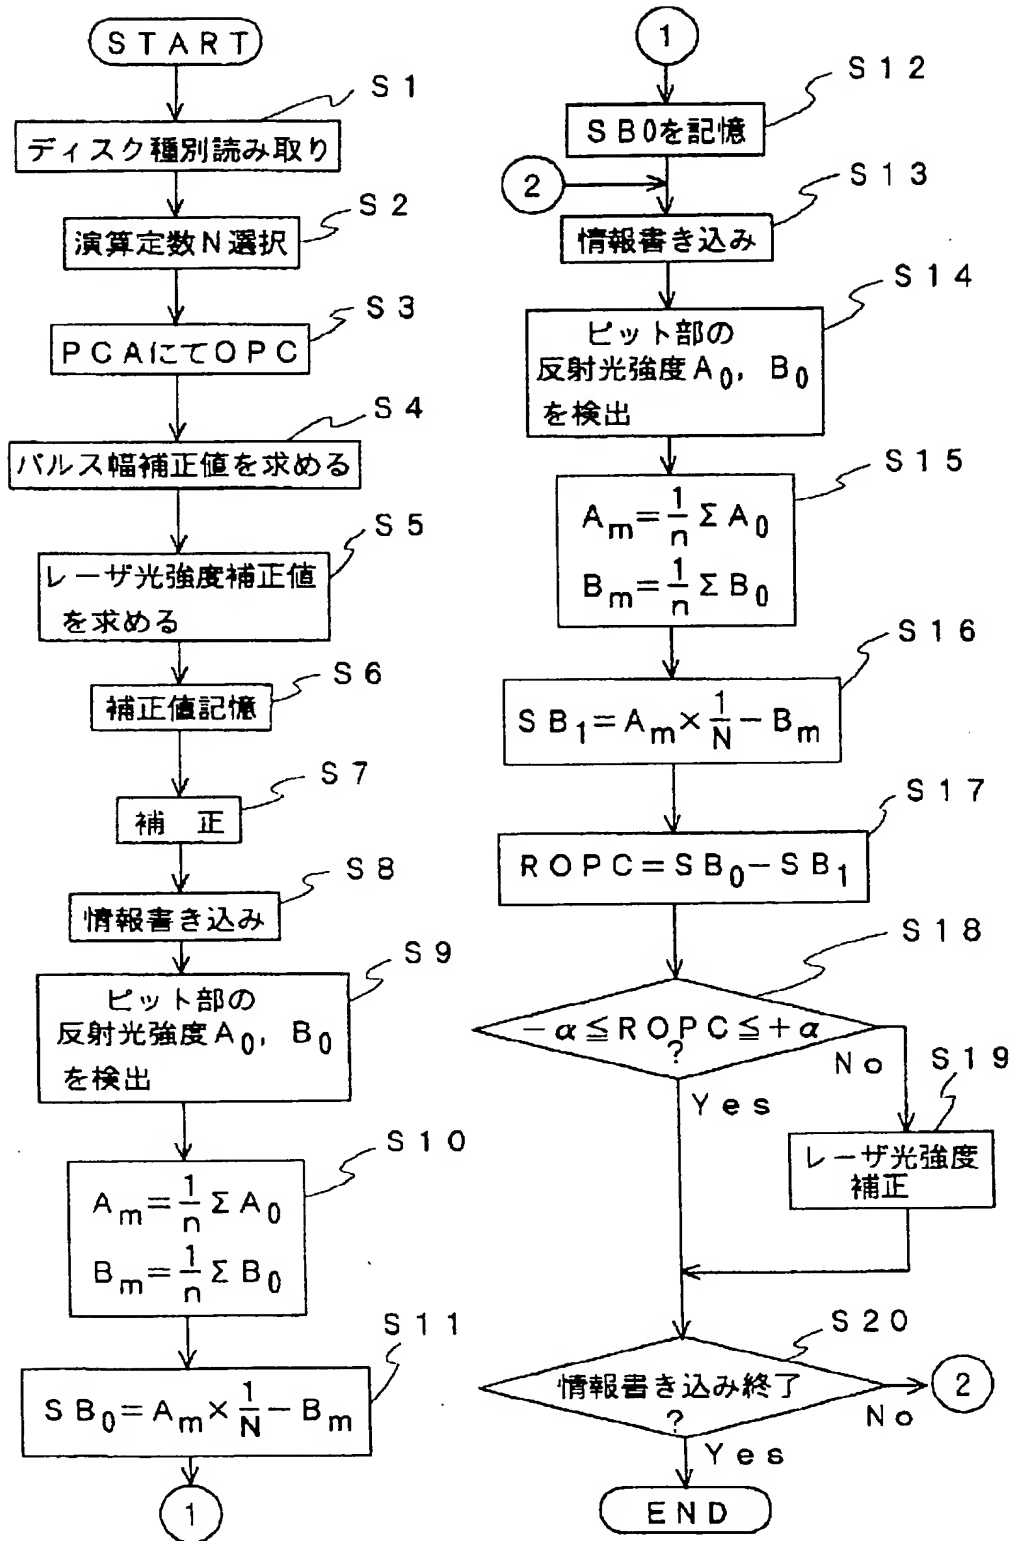 START
S1
ディスク種別読み取り
S2
演算定数N選択
S3
PCAにてOPC
S4
パルス幅補正値を求める
S5
レーザ光強度補正値
を求める
S6
補正値記憶
S7
補 正
S8
情報書き込み
S9
ピット部の
反射光強度A₀, B₀
を検出
S10
Aₘ=1/n ΣA₀
Bₘ=1/n ΣB₀
S11
SB₀=Aₘ×1/N−Bₘ
1
1
S12
SB0を記憶
2
S13
情報書き込み
S14
ピット部の
反射光強度A₀, B₀
を検出
S15
Aₘ=1/n ΣA₀
Bₘ=1/n ΣB₀
S16
SB₁=Aₘ×1/N−Bₘ
S17
ROPC=SB₀−SB₁
S18
−α≦ROPC≦+α
?
No
Yes
S19
レーザ光強度
補正
S20
情報書き込み終了
?
2
No
Yes
END